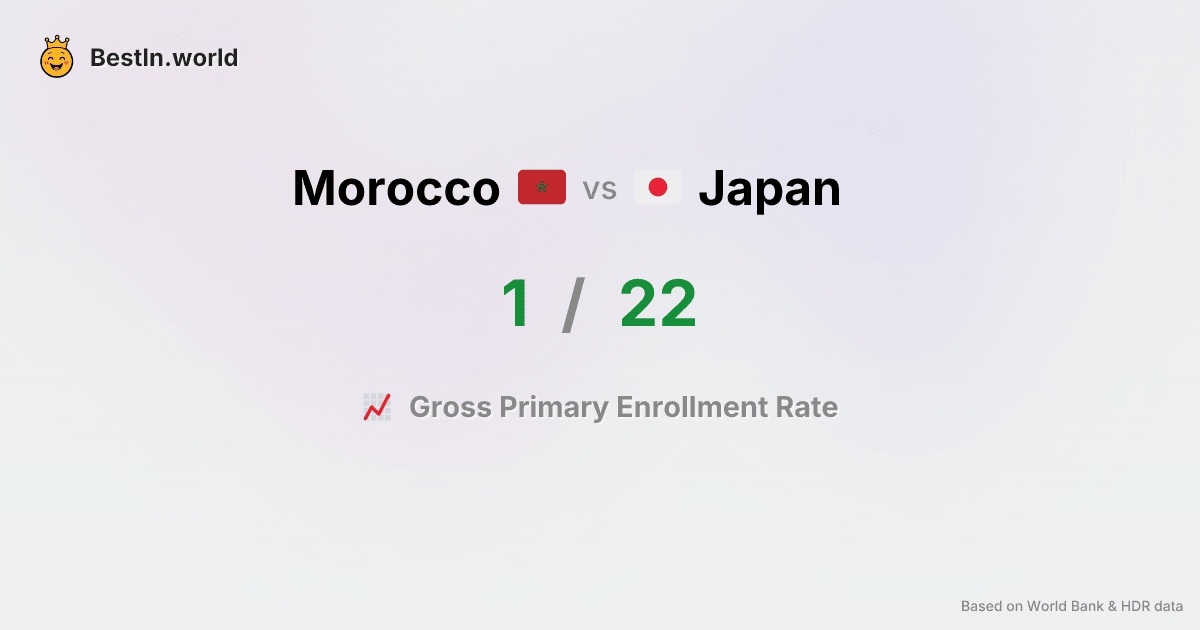 BestIn.world
Morocco vs Japan
1 / 22
Gross Primary Enrollment Rate
Based on World Bank & HDR data